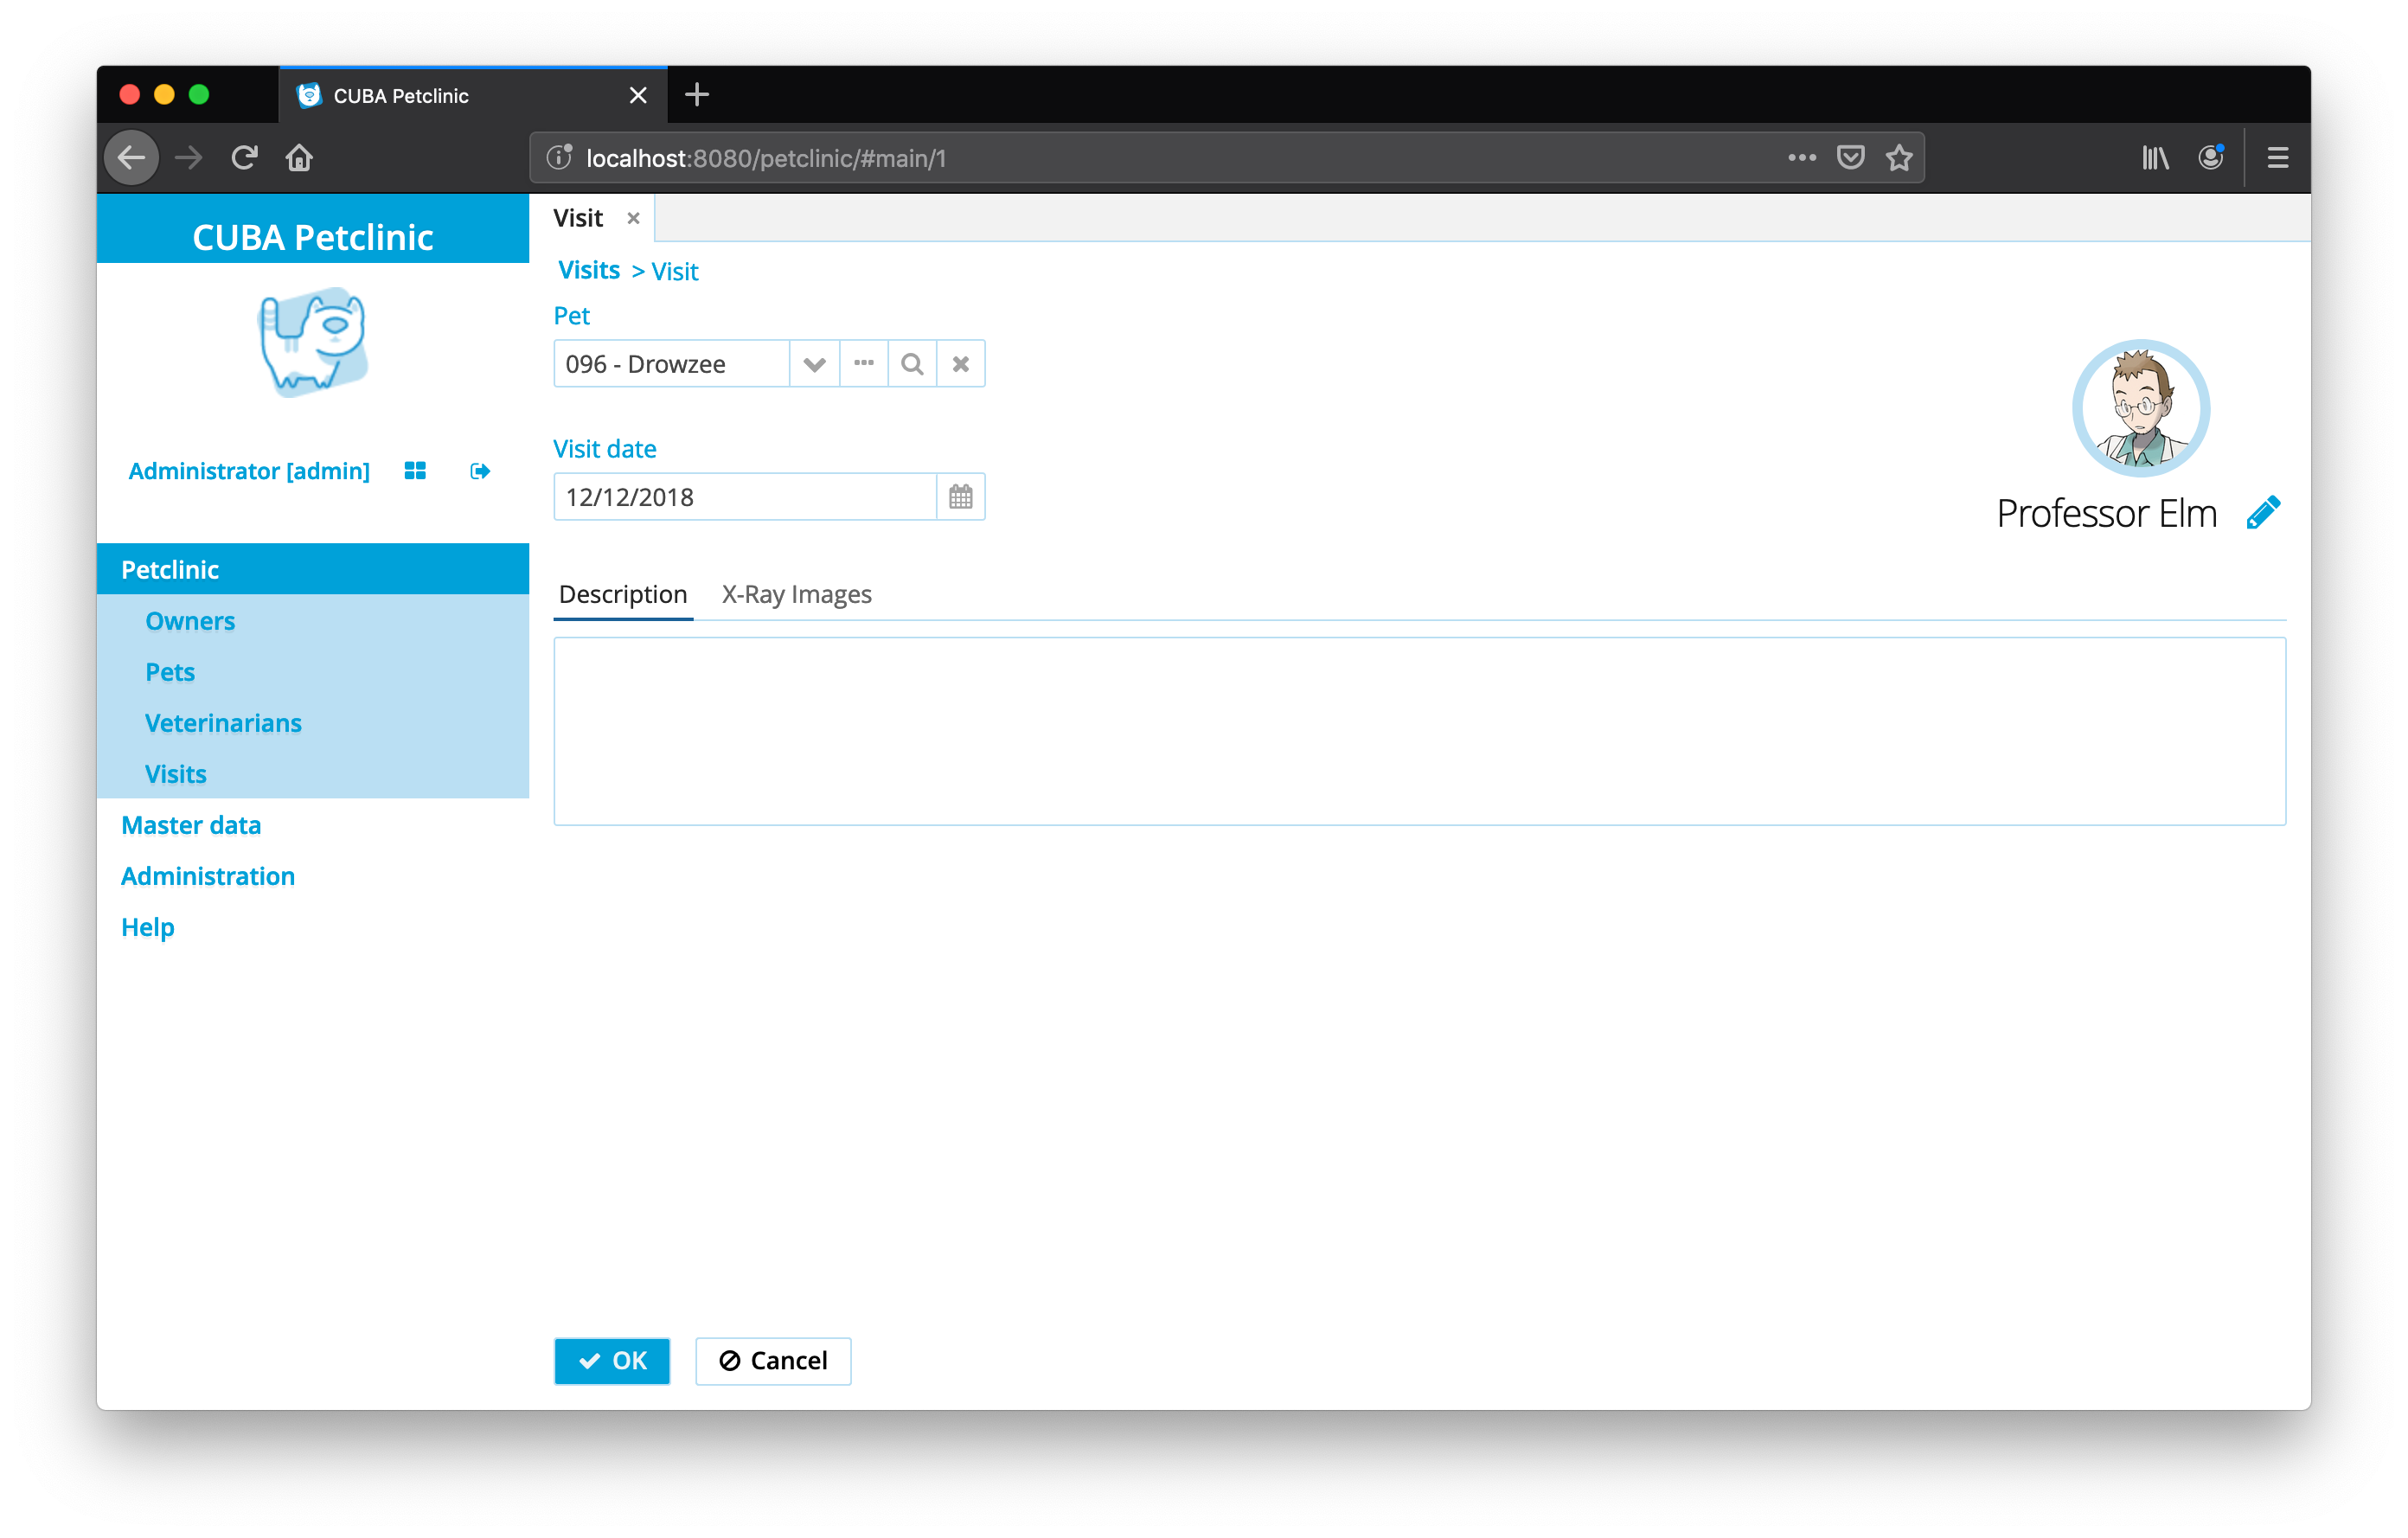 CUBA Petclinic
localhost:8080/petclinic/#main/1
CUBA Petclinic
Administrator [admin]
Petclinic
Owners
Pets
Veterinarians
Visits
Master data
Administration
Help
Visit
Visits > Visit
Pet
096 - Drowzee
Visit date
12/12/2018
Professor Elm
Description X-Ray Images
OK Cancel